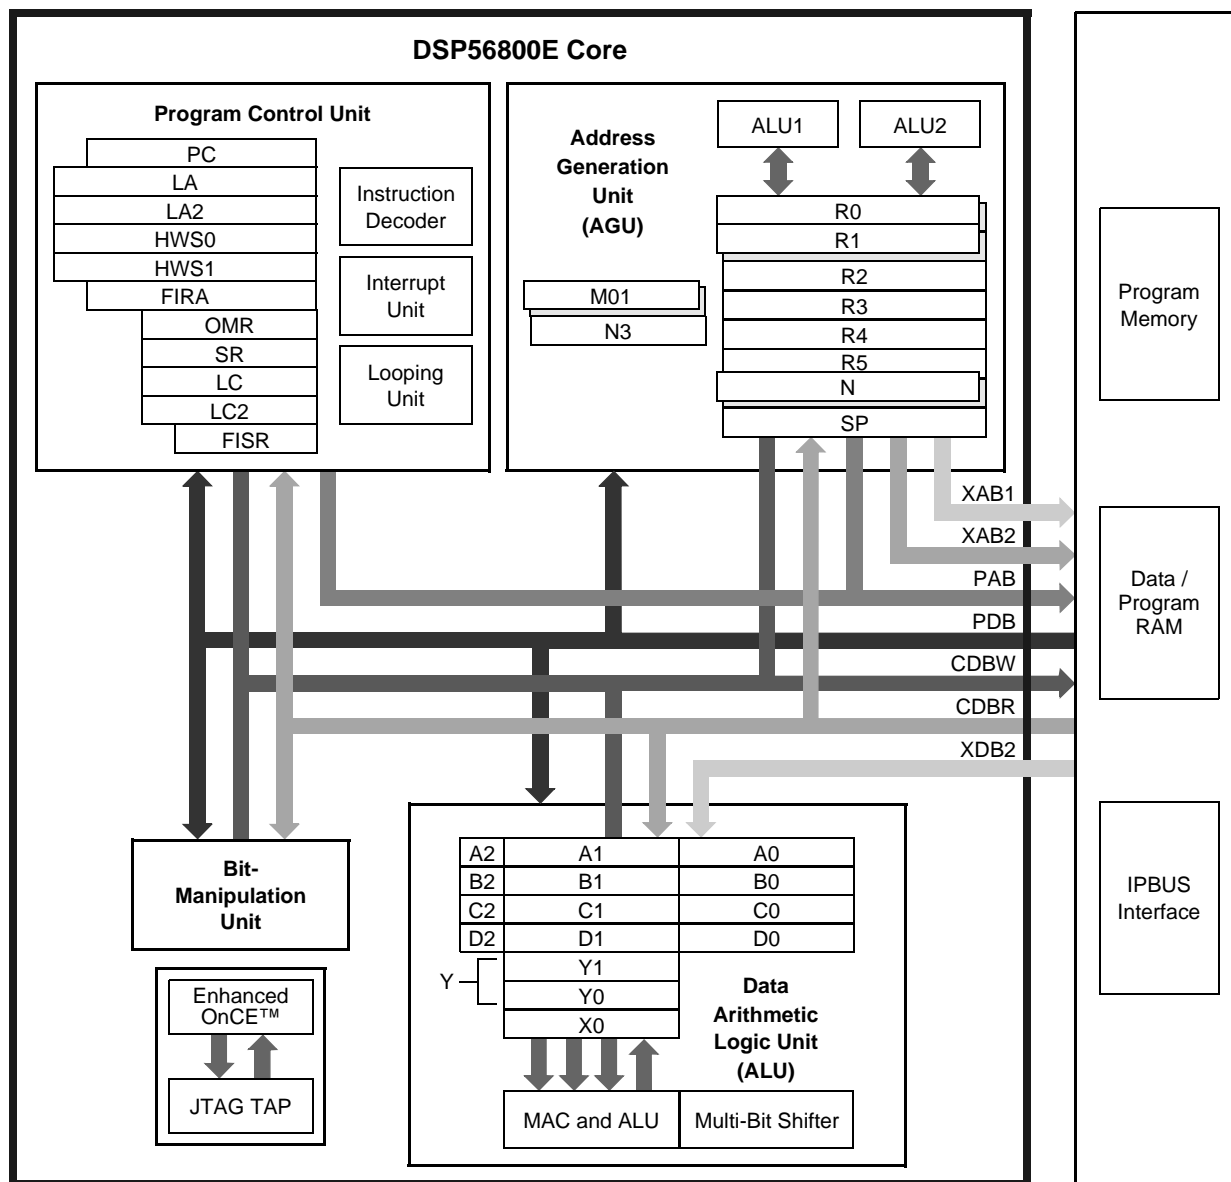 DSP56800E Core
Program Control Unit
PC
LA
LA2
HWS0
HWS1
FIRA
OMR
SR
LC
LC2
FISR
Instruction
Decoder
Interrupt
Unit
Looping
Unit
Address
Generation
Unit
(AGU)
ALU1
ALU2
R0
R1
R2
R3
R4
R5
N
SP
M01
N3
XAB1
XAB2
PAB
PDB
CDBW
CDBR
XDB2
Program
Memory
Data /
Program
RAM
IPBUS
Interface
Bit-
Manipulation
Unit
Enhanced
OnCE™
JTAG TAP
A2 A1 A0
B2 B1 B0
C2 C1 C0
D2 D1 D0
Y
Y1
Y0
X0
Data
Arithmetic
Logic Unit
(ALU)
MAC and ALU
Multi-Bit Shifter